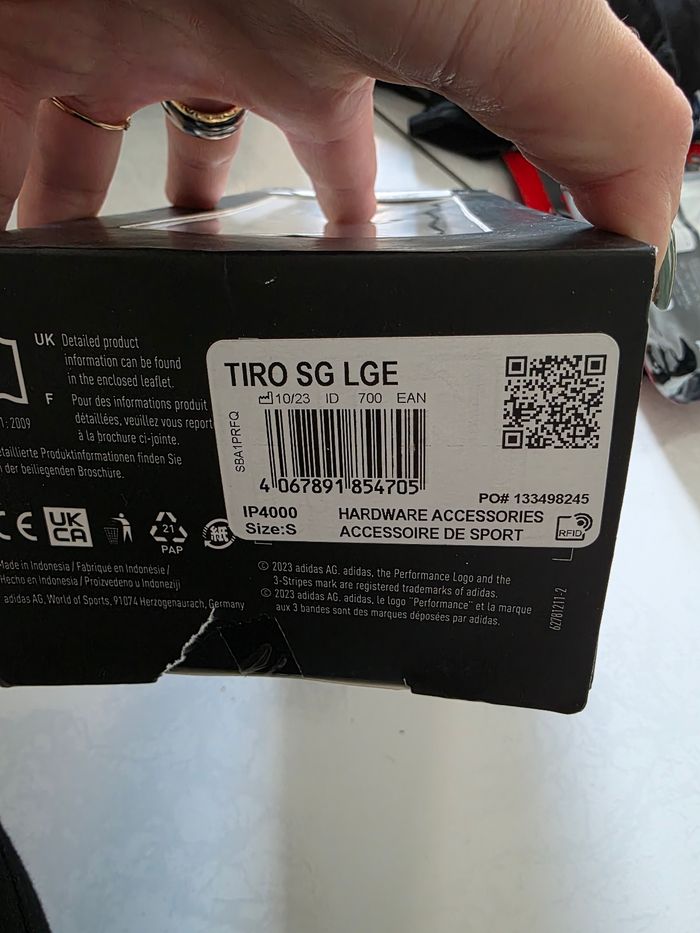 UK Detailed product
information can be found
in the enclosed leaflet.
F Pour des informations produit
détaillées, veuillez vous report
à la brochure ci-jointe.
1:2009
etaillierte Produktinformationen finden Sie
n der beiliegenden Broschüre.
CE
UK
CA
21
PAP
Made in Indonesia / Fabriqué en Indonésie /
Hecho en Indonesia / Proizvedeno u Indoneziji
adidas AG, World of Sports, 91074 Herzogenaurach, Germany
TIRO SG LGE
10/23 ID 700 EAN
SBA1PRFQ
4 067891 854705
PO# 133498245
IP4000 HARDWARE ACCESSORIES
Size:S ACCESSOIRE DE SPORT
RFID
© 2023 adidas AG. adidas, the Performance Logo and the
3-Stripes mark are registered trademarks of adidas.
© 2023 adidas AG. adidas, le logo "Performance" et la marque
aux 3 bandes sont des marques déposées par adidas.
62781211-2